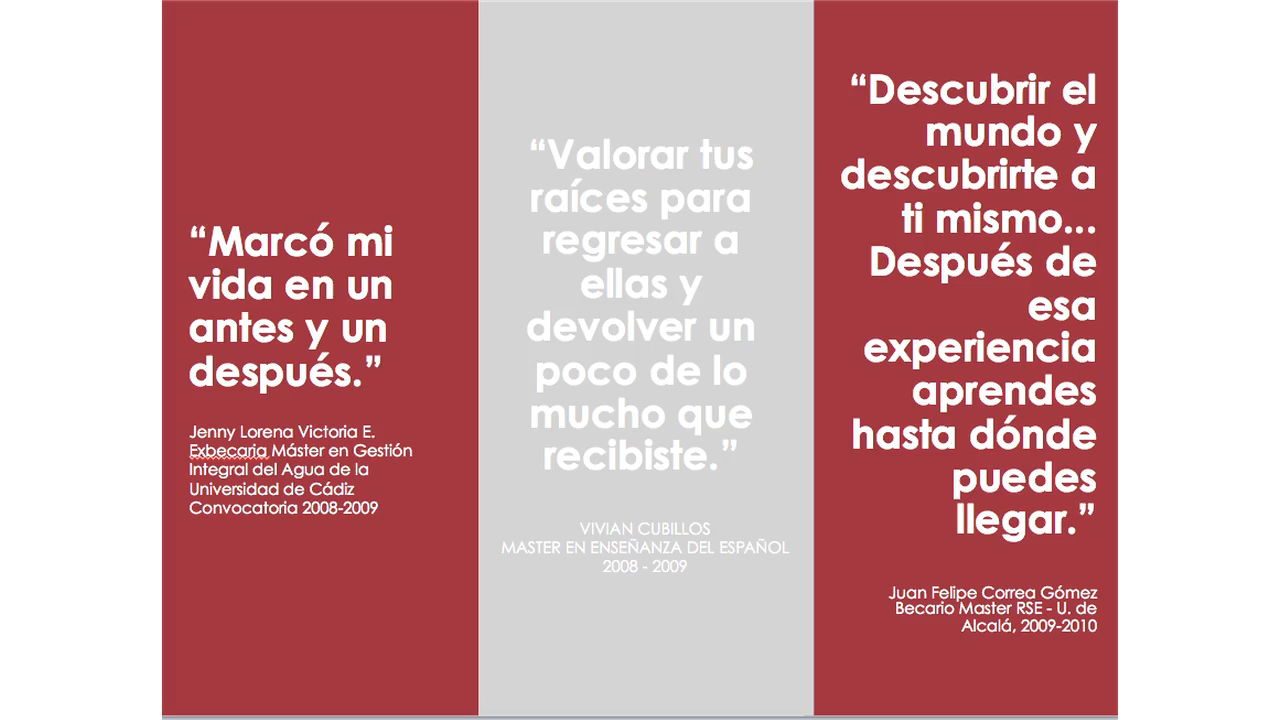 “Marcó mi
vida en un
antes y un
después.”
Jenny Lorena Victoria E.
Exbecaria Máster en Gestión
Integral del Agua de la
Universidad de Cádiz
Convocatoria 2008-2009
“Valorar tus
raíces para
regresar a
ellas y
devolver un
poco de lo
mucho que
recibiste.”
VIVIAN CUBILLOS
MASTER EN ENSEÑANZA DEL ESPAÑOL
2008 - 2009
“Descubrir el
mundo y
descubrirte a
ti mismo...
Después de
esa
experiencia
aprendes
hasta dónde
puedes
llegar.”
Juan Felipe Correa Gómez
Becario Master RSE - U. de
Alcalá, 2009-2010